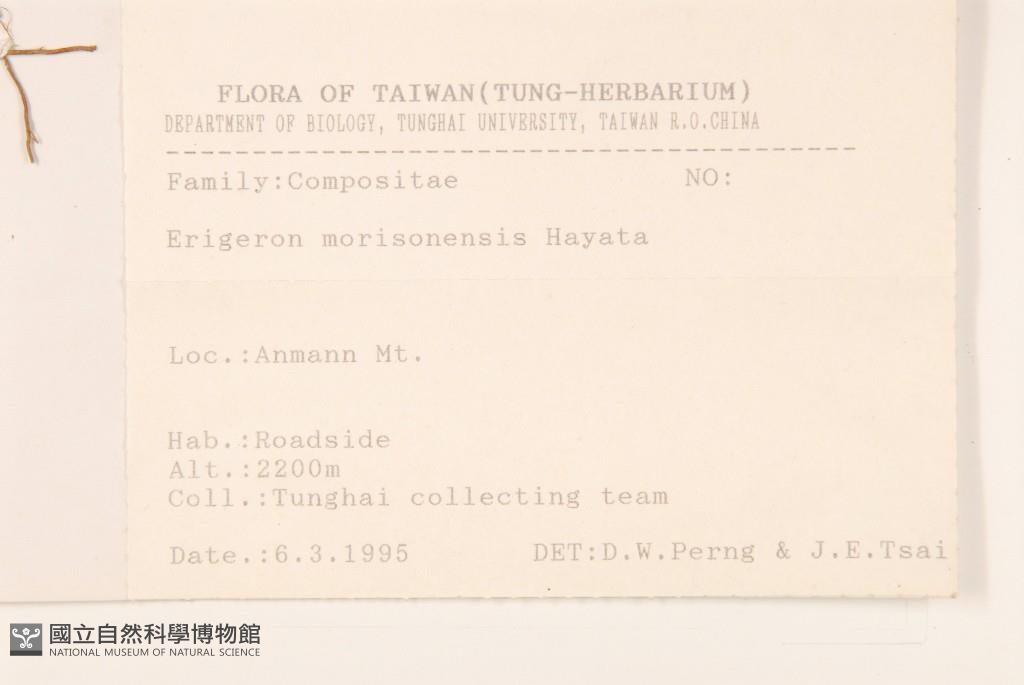 FLORA OF TAIWAN(TUNG-HERBARIUM)
DEPARTMENT OF BIOLOGY, TUNGHAI UNIVERSITY, TAIWAN R.O.CHINA
----------------------------------------
Family:Compositae NO:
Erigeron morisonensis Hayata
Loc.:Anmann Mt.
Hab.:Roadside
Alt.:2200m
Coll.:Tunghai collecting team
Date.:6.3.1995 DET:D.W.Perng & J.E.Tsai
國立自然科學博物館
NATIONAL MUSEUM OF NATURAL SCIENCE